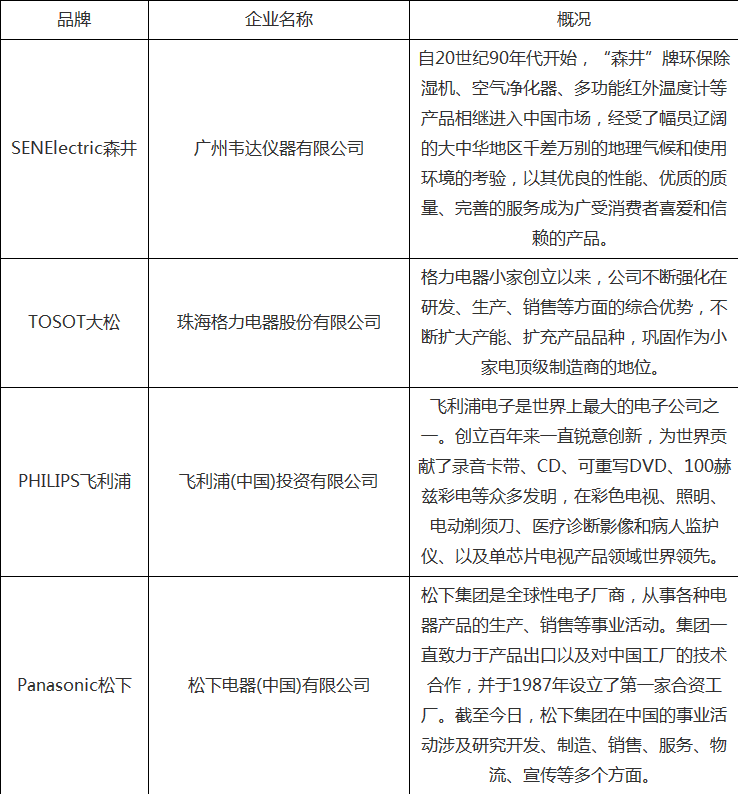 品牌
企业名称
概况
SENElectric森井
广州韦达仪器有限公司
自20世纪90年代开始，“森井”牌环保除
湿机、空气净化器、多功能红外温度计等
产品相继进入中国市场，经受了幅员辽阔
的大中华地区千差万别的地理气候和使用
环境的考验，以其优良的性能、优质的质
量、完善的服务成为广受消费者喜爱和信
赖的产品。
TOSOT大松
珠海格力电器股份有限公司
格力电器小家创立以来，公司不断强化在
研发、生产、销售等方面的综合优势，不
断扩大产能、扩充产品品种，巩固作为小
家电顶级制造商的地位。
PHILIPS飞利浦
飞利浦(中国)投资有限公司
飞利浦电子是世界上最大的电子公司之
一。创立百年来一直锐意创新，为世界贡
献了录音卡带、CD、可重写DVD、100赫
兹彩电等众多发明，在彩色电视、照明、
电动剃须刀、医疗诊断影像和病人监护
仪、以及单芯片电视产品领域世界领先。
Panasonic松下
松下电器(中国)有限公司
松下集团是全球性电子厂商，从事各种电
器产品的生产、销售等事业活动。集团一
直致力于产品出口以及对中国工厂的技术
合作，并于1987年设立了第一家合资工
厂。截至今日，松下集团在中国的事业活
动涉及研究开发、制造、销售、服务、物
流、宣传等多个方面。